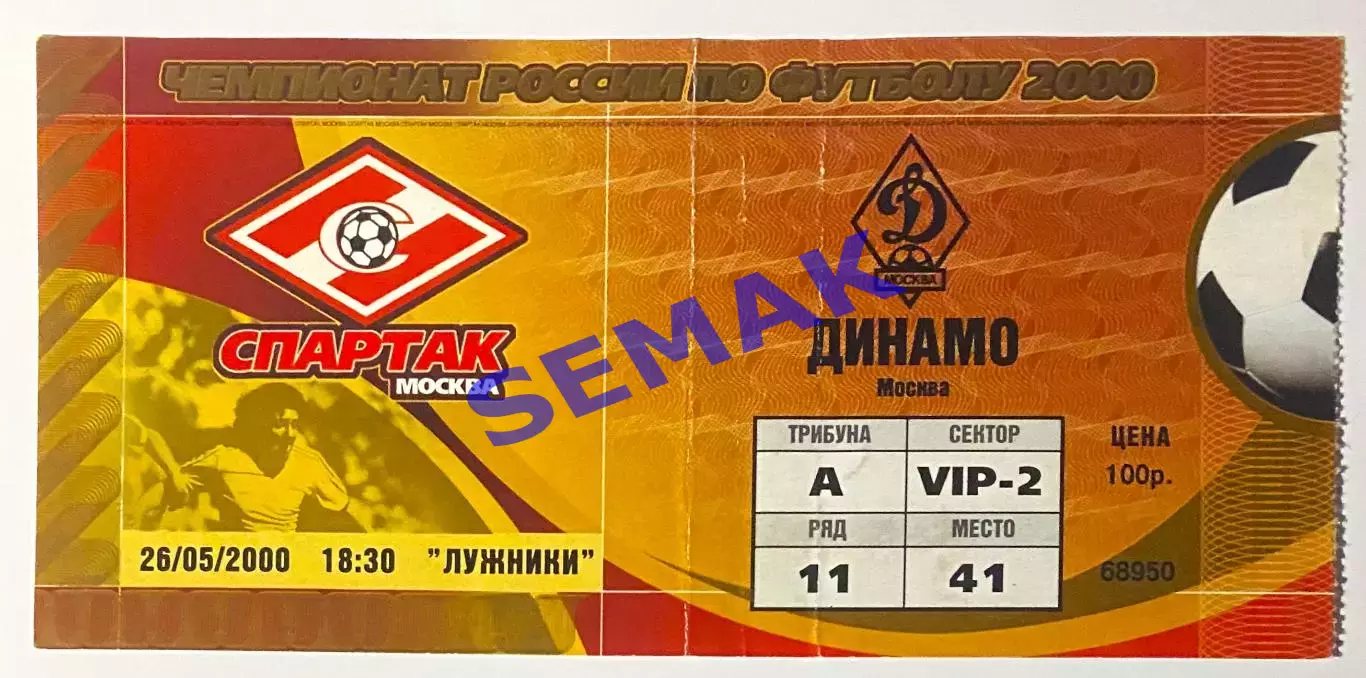 ЧЕМПИОНАТ РОССИИ ПО ФУТБОЛУ 2000
С
Д
МОСКВА
СПАРТАК
МОСКВА
ДИНАМО
Москва
SEMAK
ТРИБУНА СЕКТОР ЦЕНА
А VIP-2 100р.
РЯД МЕСТО
11 41 68950
26/05/2000 18:30 "ЛУЖНИКИ"